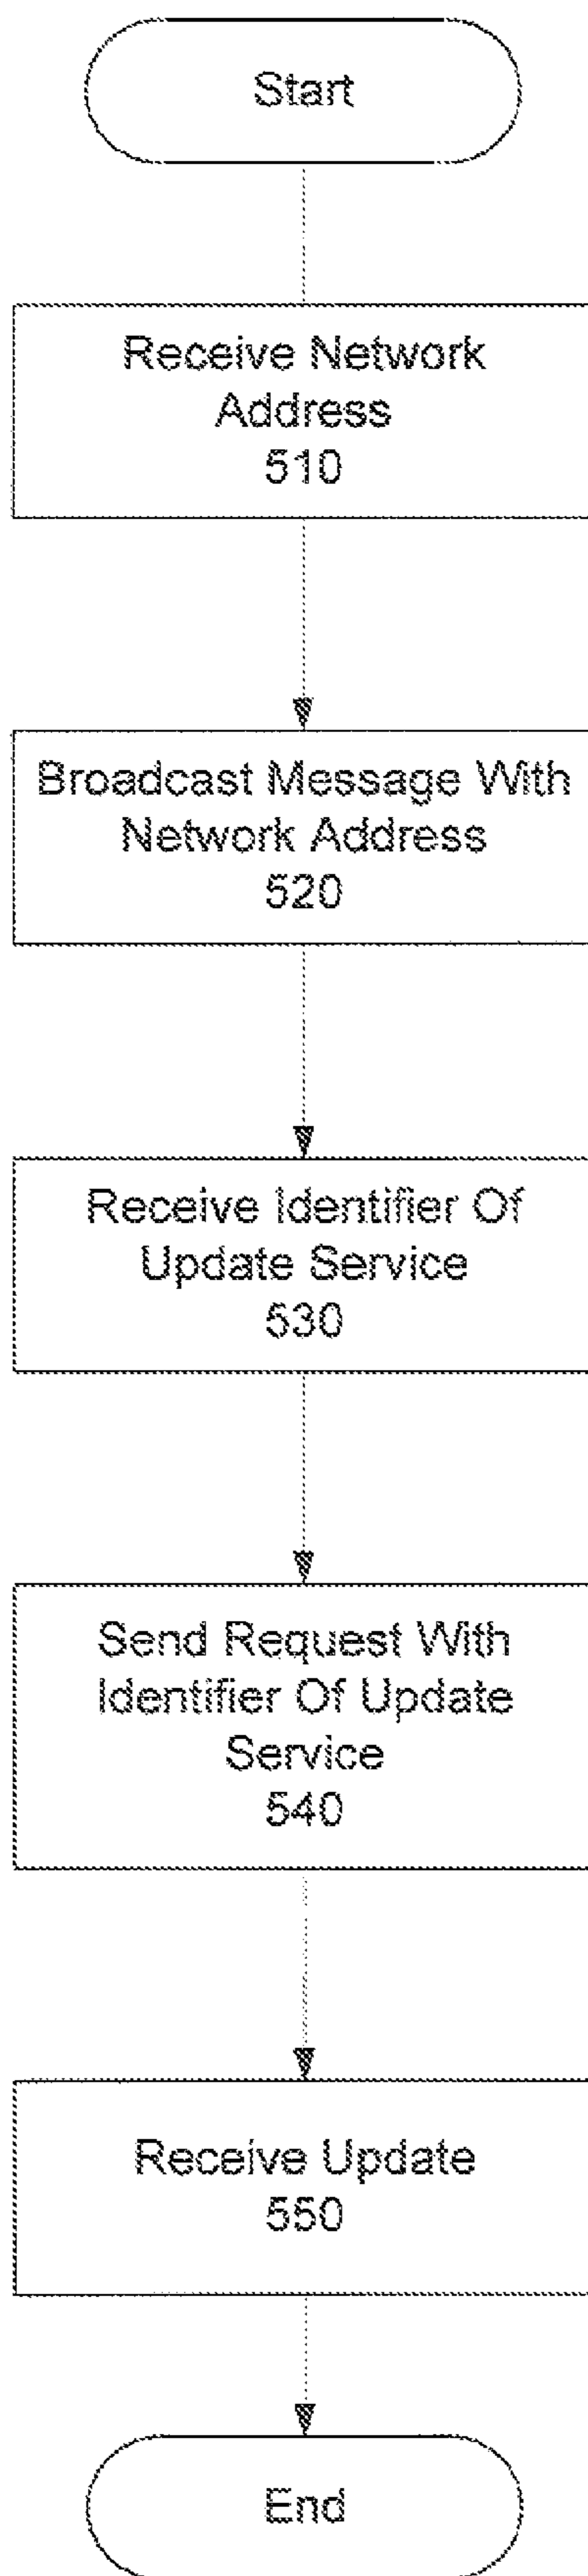 Start
Receive Network
Address
510
Broadcast Message With
Network Address
520
Receive Identifier Of
Update Service
530
Send Request With
Identifier Of Update
Service
540
Receive Update
550
End